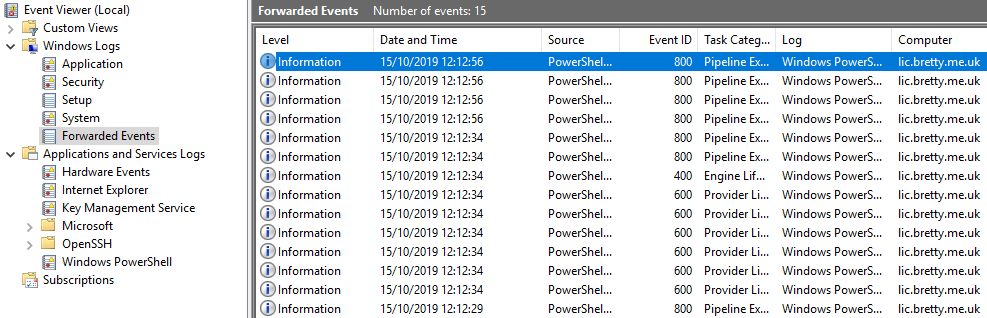 Event Viewer (Local)
Custom Views
Windows Logs
Application
Security
Setup
System
Forwarded Events
Applications and Services Logs
Hardware Events
Internet Explorer
Key Management Service
Microsoft
OpenSSH
Windows PowerShell
Subscriptions
Forwarded Events Number of events: 15
Level Date and Time Source Event ID Task Categ... Log Computer
Information 15/10/2019 12:12:56 PowerShel... 800 Pipeline Ex... Windows PowerS... lic.bretty.me.uk
Information 15/10/2019 12:12:56 PowerShel... 800 Pipeline Ex... Windows PowerS... lic.bretty.me.uk
Information 15/10/2019 12:12:56 PowerShel... 800 Pipeline Ex... Windows PowerS... lic.bretty.me.uk
Information 15/10/2019 12:12:56 PowerShel... 800 Pipeline Ex... Windows PowerS... lic.bretty.me.uk
Information 15/10/2019 12:12:34 PowerShel... 800 Pipeline Ex... Windows PowerS... lic.bretty.me.uk
Information 15/10/2019 12:12:34 PowerShel... 800 Pipeline Ex... Windows PowerS... lic.bretty.me.uk
Information 15/10/2019 12:12:34 PowerShel... 400 Engine Lif... Windows PowerS... lic.bretty.me.uk
Information 15/10/2019 12:12:34 PowerShel... 600 Provider Li... Windows PowerS... lic.bretty.me.uk
Information 15/10/2019 12:12:34 PowerShel... 600 Provider Li... Windows PowerS... lic.bretty.me.uk
Information 15/10/2019 12:12:34 PowerShel... 600 Provider Li... Windows PowerS... lic.bretty.me.uk
Information 15/10/2019 12:12:34 PowerShel... 600 Provider Li... Windows PowerS... lic.bretty.me.uk
Information 15/10/2019 12:12:34 PowerShel... 600 Provider Li... Windows PowerS... lic.bretty.me.uk
Information 15/10/2019 12:12:34 PowerShel... 600 Provider Li... Windows PowerS... lic.bretty.me.uk
Information 15/10/2019 12:12:29 PowerShel... 800 Pipeline Ex... Windows PowerS... lic.bretty.me.uk